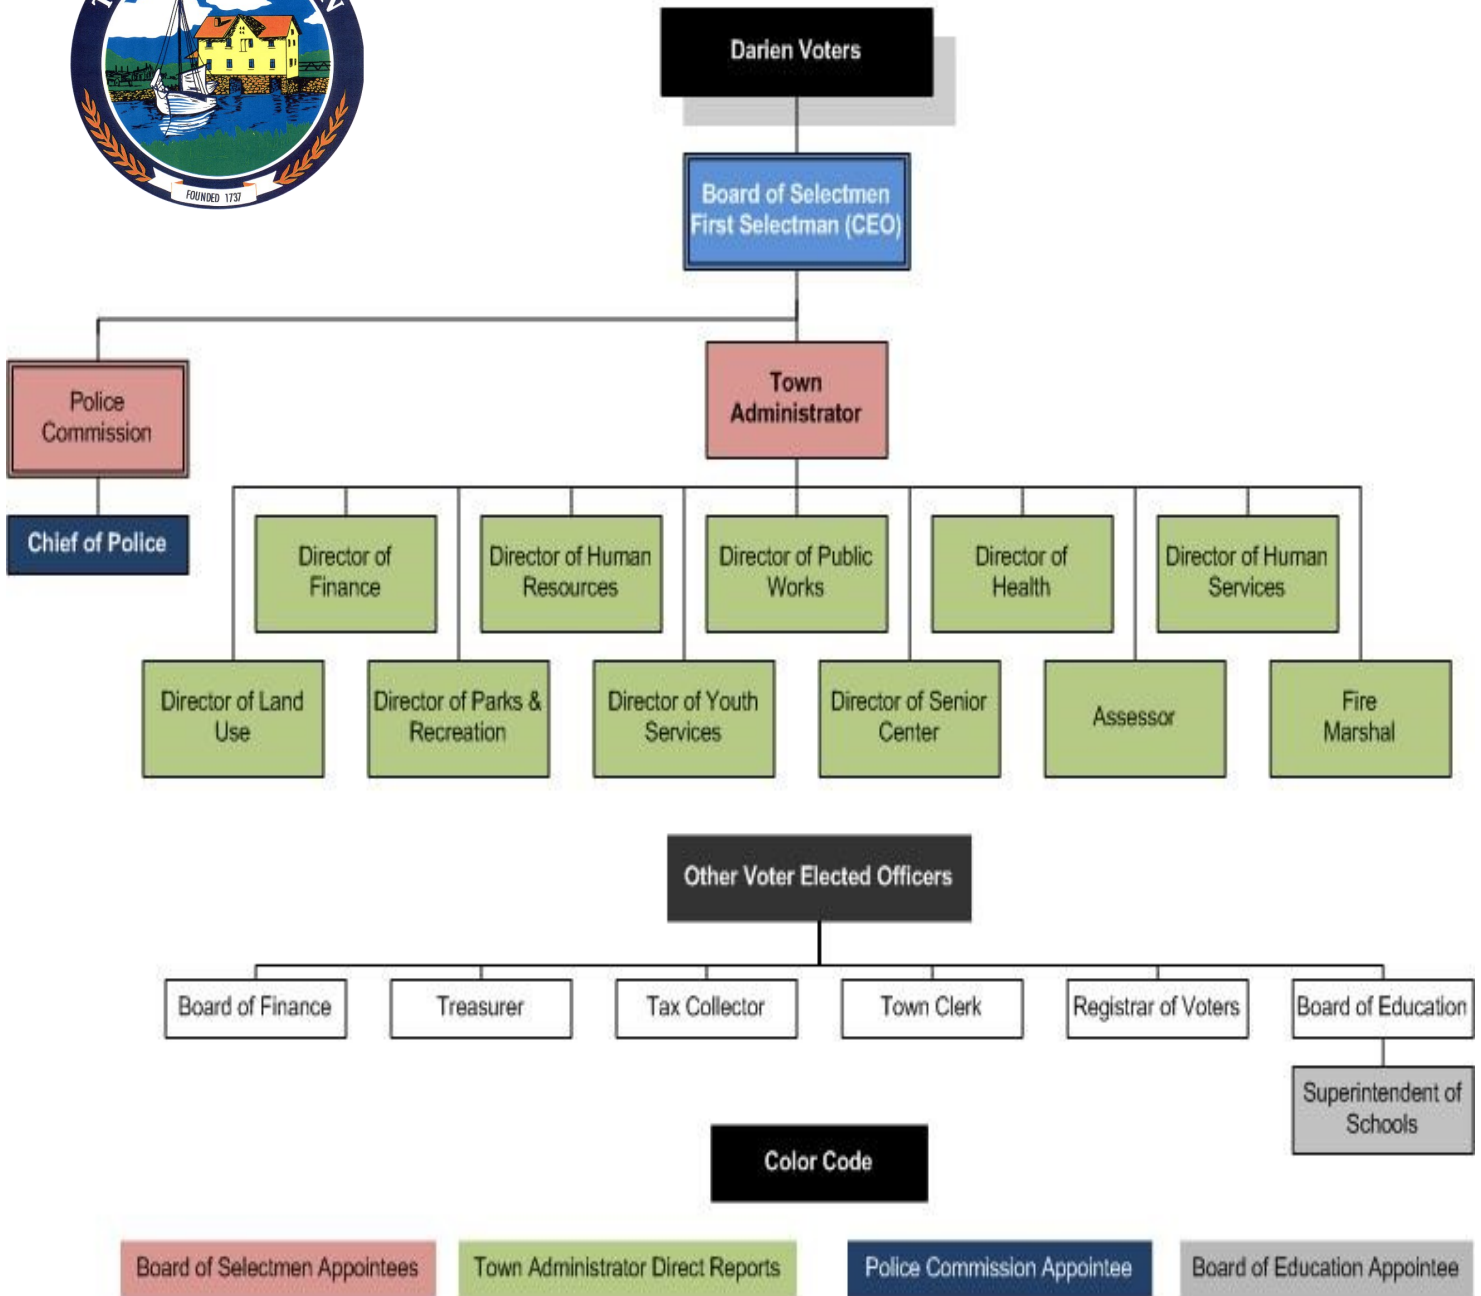 FOUNDED 1737
Darien Voters
Board of Selectmen
First Selectman (CEO)
Police
Commission
Town
Administrator
Chief of Police
Director of
Finance
Director of Human
Resources
Director of Public
Works
Director of
Health
Director of Human
Services
Director of Land
Use
Director of Parks &
Recreation
Director of Youth
Services
Director of Senior
Center
Assessor
Fire
Marshal
Other Voter Elected Officers
Board of Finance
Treasurer
Tax Collector
Town Clerk
Registrar of Voters
Board of Education
Superintendent of
Schools
Color Code
Board of Selectmen Appointees
Town Administrator Direct Reports
Police Commission Appointee
Board of Education Appointee